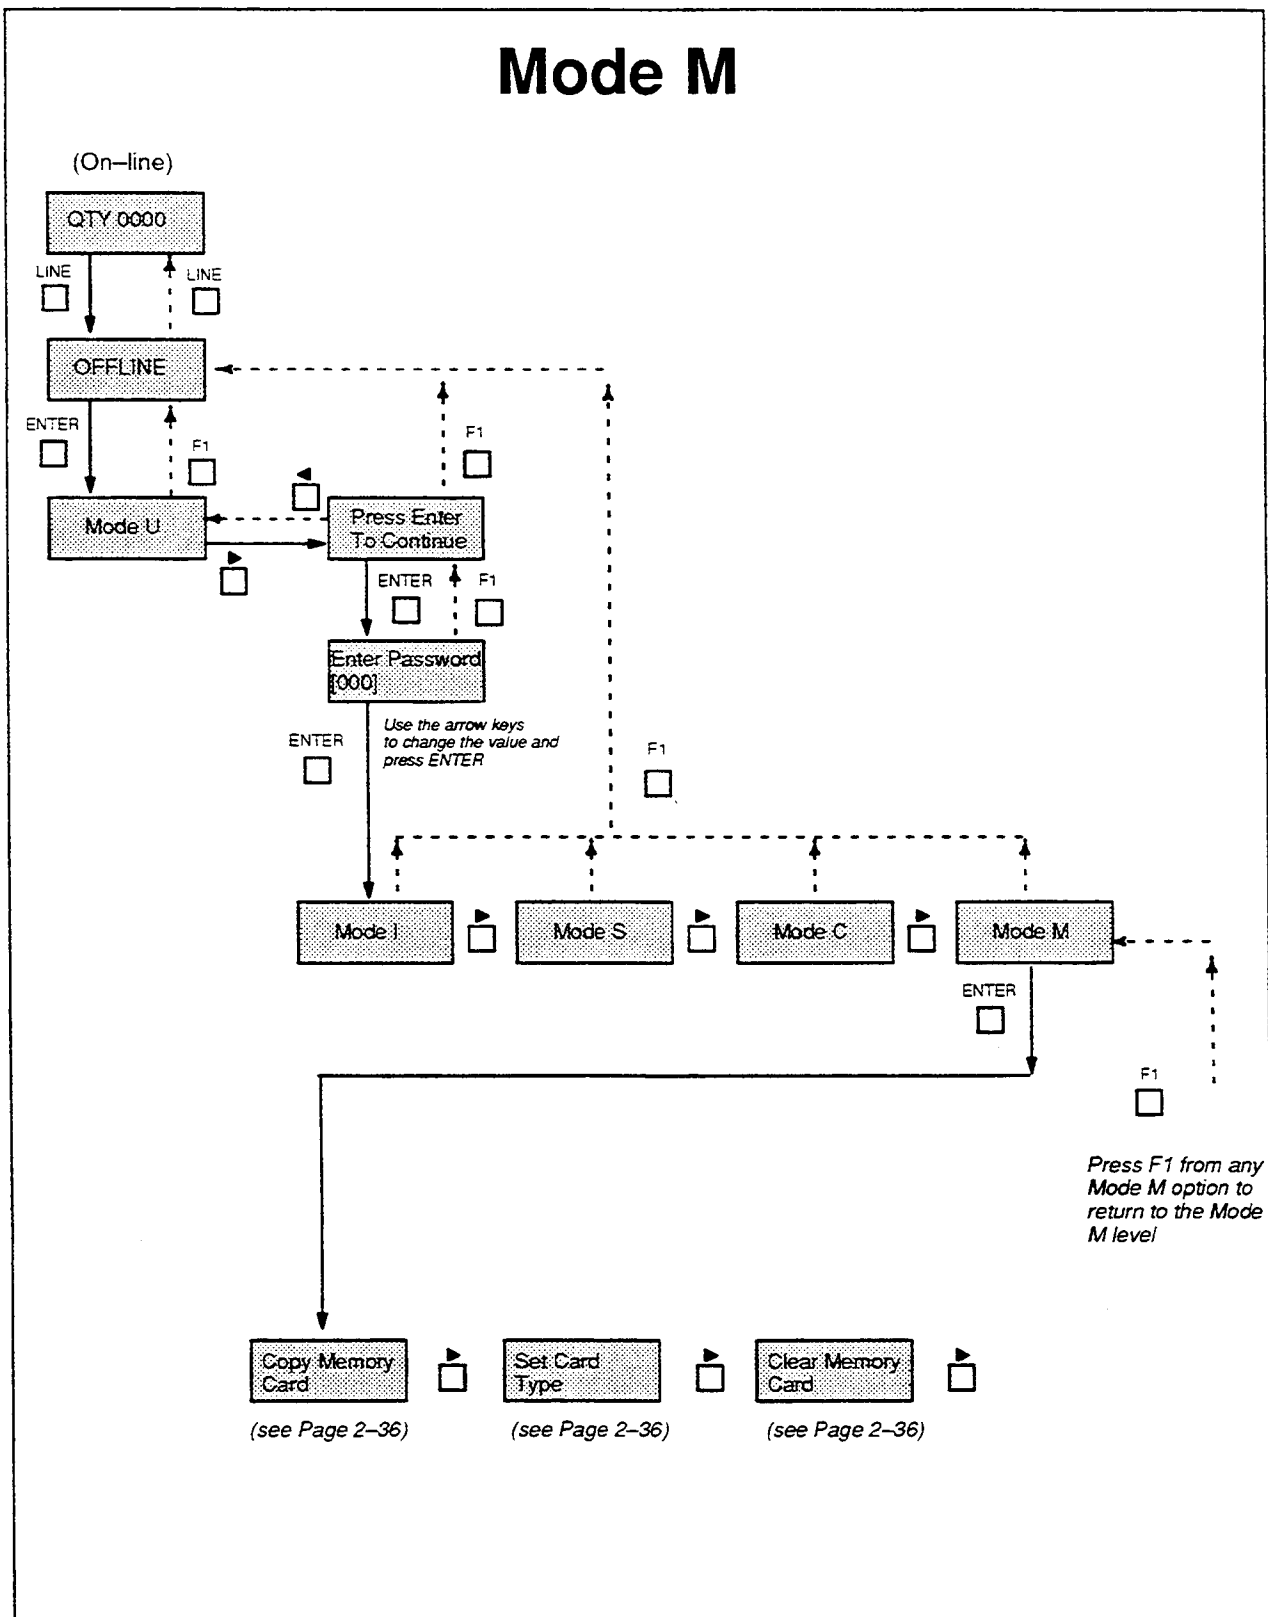 Mode M
(On–line)
QTY 0000
LINE
LINE
OFFLINE
ENTER
F1
F1
Mode U
Press Enter
To Continue
ENTER
F1
Enter Password
[000]
Use the arrow keys
to change the value and
press ENTER
ENTER
F1
Mode I
Mode S
Mode C
Mode M
ENTER
F1
Press F1 from any
Mode M option to
return to the Mode
M level
Copy Memory
Card
Set Card
Type
Clear Memory
Card
(see Page 2–36)
(see Page 2–36)
(see Page 2–36)